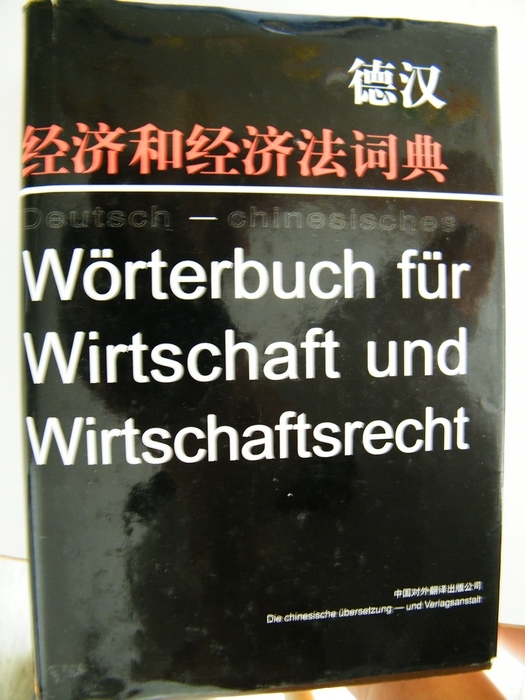 德汉
经济和经济法词典
Deutsch — chinesisches
Wörterbuch für
Wirtschaft und
Wirtschaftsrecht
中国对外翻译出版公司
Die chinesische übersetzung — und Verlagsanstalt